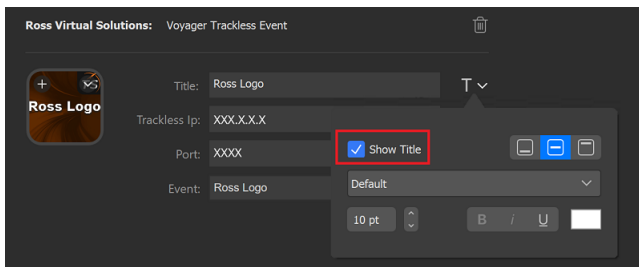 Ross Virtual Solutions: Voyager Trackless Event
Ross Logo
Title: Ross Logo
T
Trackless Ip: XXX.X.X.X
Port: XXXX
Event: Ross Logo
Show Title
Default
10 pt
B i U